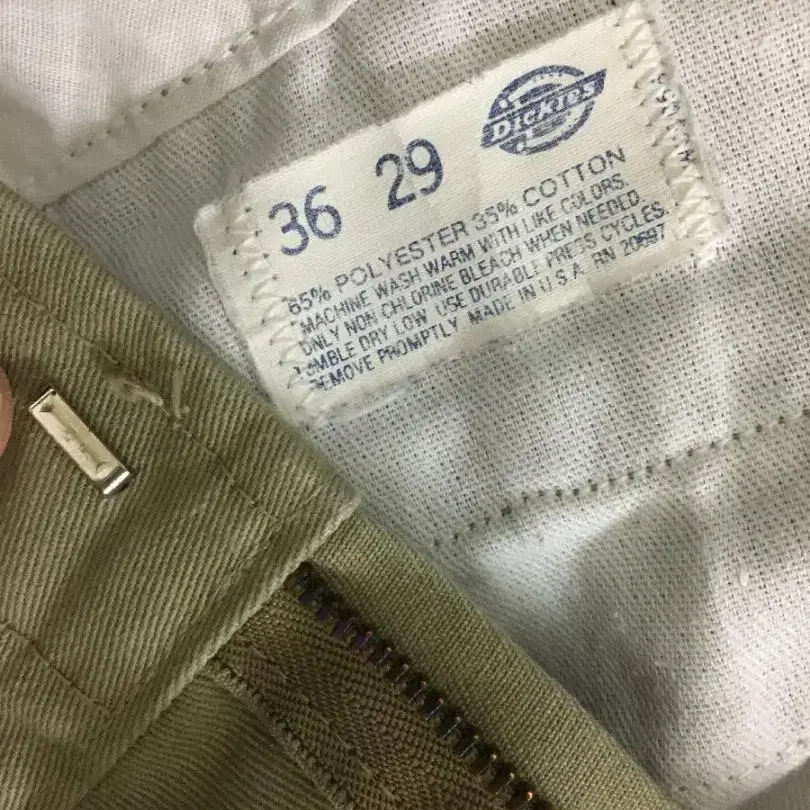 36 29 Dickies
65% POLYESTER 35% COTTON
MACHINE WASH WARM WITH LIKE COLORS.
ONLY NON CHLORINE BLEACH WHEN NEEDED.
TUMBLE DRY LOW. USE DURABLE PRESS CYCLES.
REMOVE PROMPTLY. MADE IN U.S.A. RN 20697